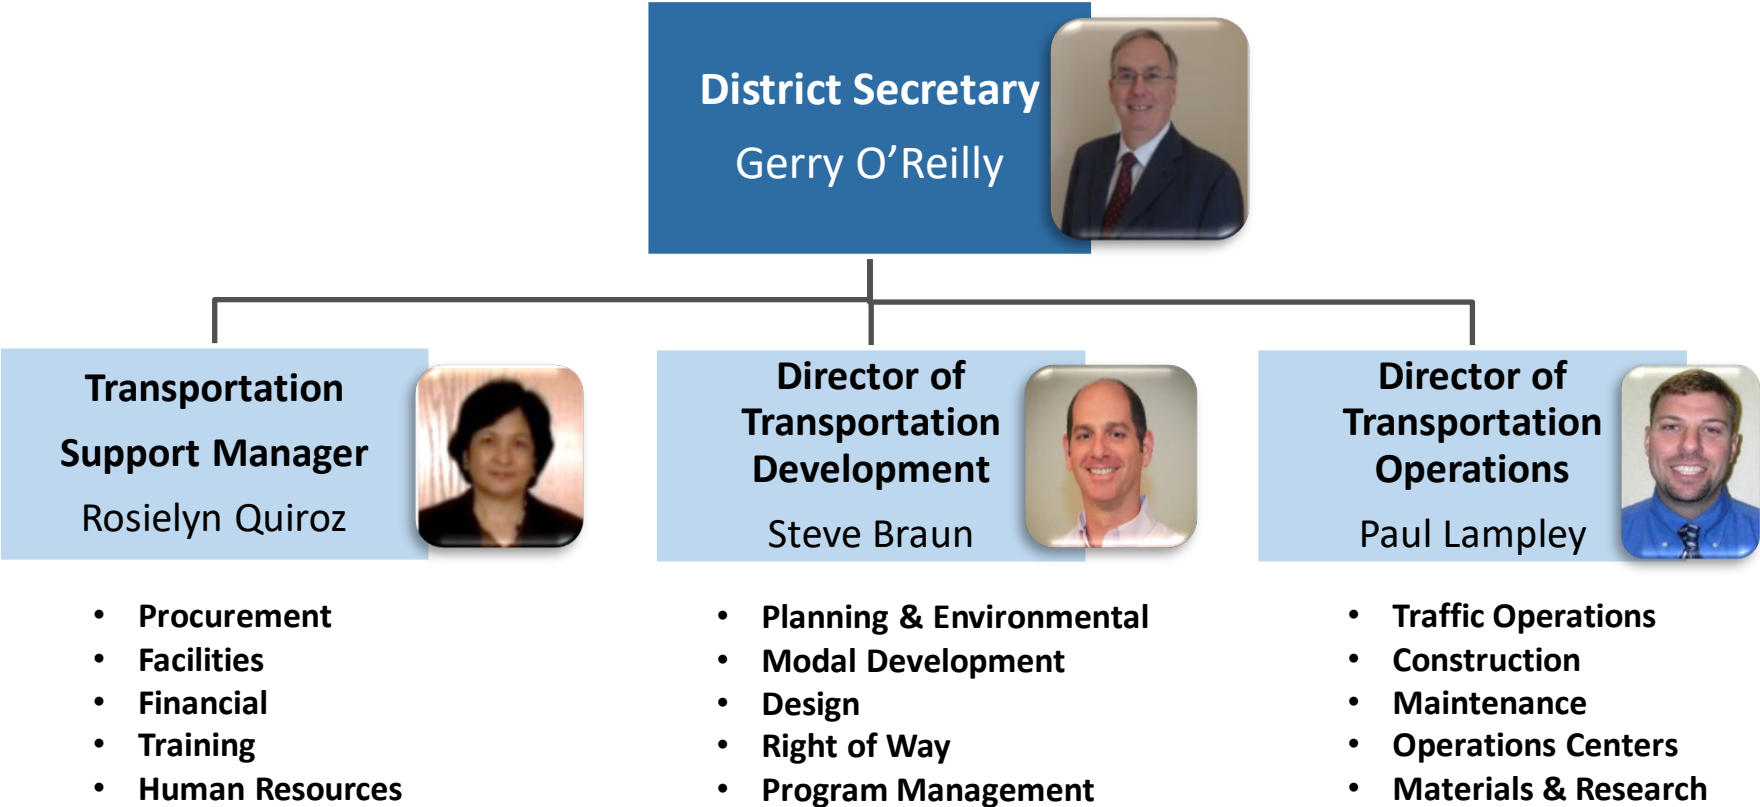 District Secretary
Gerry O’Reilly
Transportation
Support Manager
Rosielyn Quiroz
• Procurement
• Facilities
• Financial
• Training
• Human Resources
Director of
Transportation
Development
Steve Braun
• Planning & Environmental
• Modal Development
• Design
• Right of Way
• Program Management
Director of
Transportation
Operations
Paul Lampley
• Traffic Operations
• Construction
• Maintenance
• Operations Centers
• Materials & Research